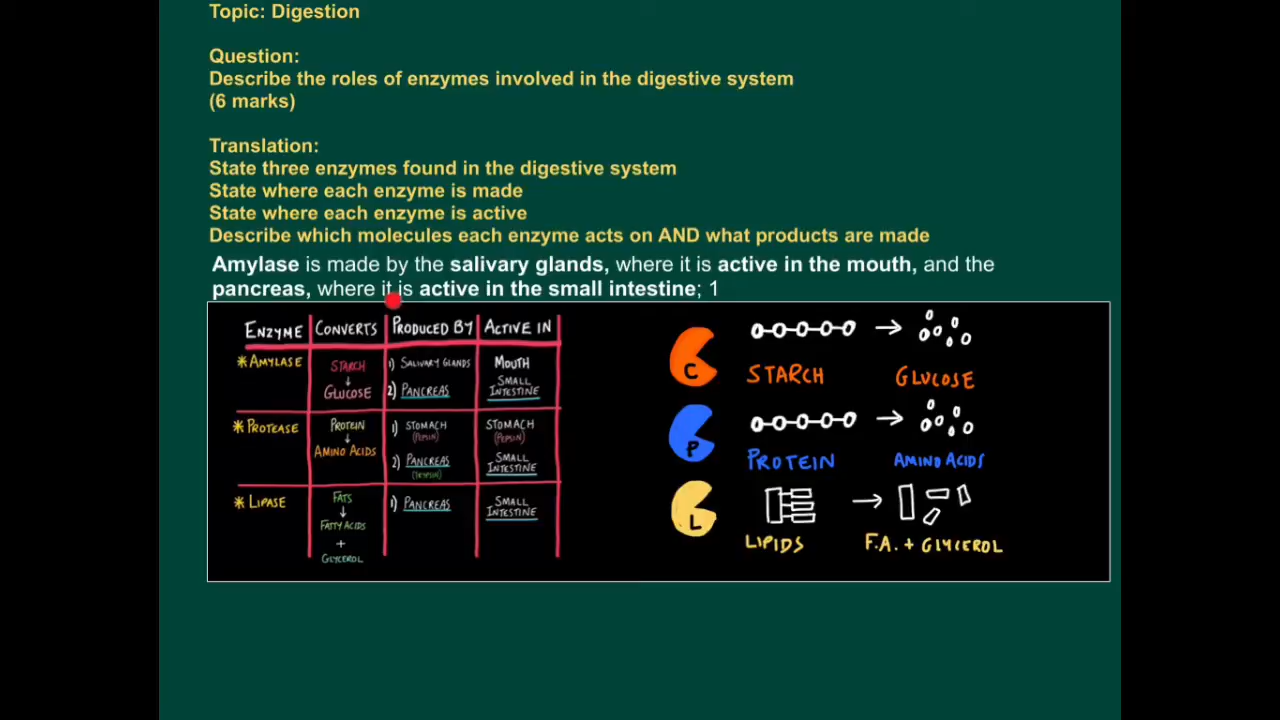 Topic: Digestion
Question:
Describe the roles of enzymes involved in the digestive system
(6 marks)
Translation:
State three enzymes found in the digestive system
State where each enzyme is made
State where each enzyme is active
Describe which molecules each enzyme acts on AND what products are made
Amylase is made by the salivary glands, where it is active in the mouth, and the
pancreas, where it is active in the small intestine; 1
ENZYME CONVERTS PRODUCED BY ACTIVE IN
*AMYLASE STARCH ↓ GLUCOSE 1) SALIVARY GLANDS MOUTH
2) PANCREAS SMALL INTESTINE
*PROTEASE PROTEIN ↓ AMINO ACIDS 1) STOMACH (PEPSIN) STOMACH (PEPSIN)
2) PANCREAS (TRYPSIN) SMALL INTESTINE
*LIPASE FATS ↓ FATTY ACIDS + GLYCEROL 1) PANCREAS SMALL INTESTINE
C →
STARCH GLUCOSE
P →
PROTEIN AMINO ACIDS
L →
LIPIDS F.A. + GLYCEROL